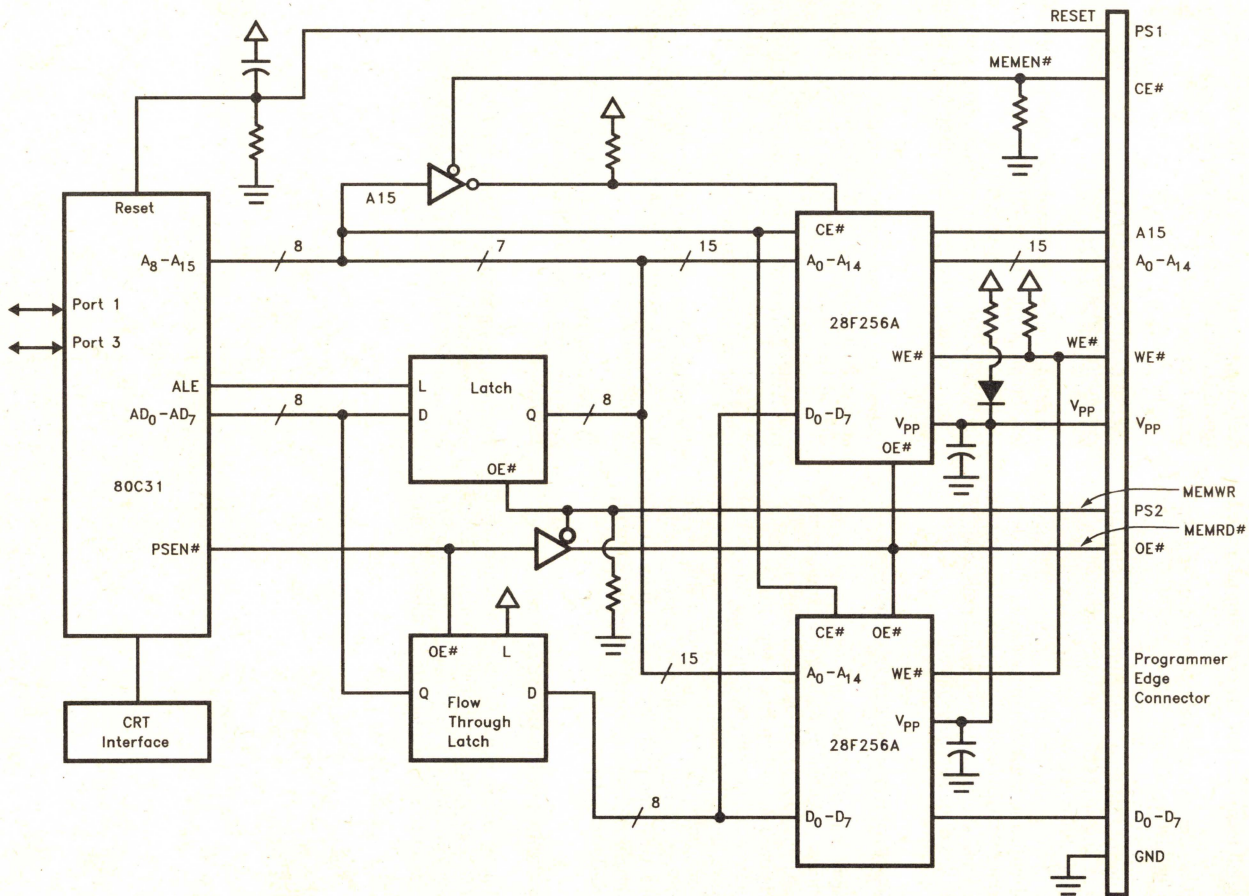 RESET
PS1
MEMEN#
CE#
A15
Reset
A8–A15
8
7
15
CE#
A0–A14
A15
15
A0–A14
Port 1
Port 3
28F256A
WE#
WE#
WE#
ALE
L
Latch
AD0–AD7
8
D
Q
8
D0–D7
VPP
VPP
VPP
OE#
OE#
80C31
MEMWR
PS2
MEMRD#
PSEN#
OE#
CE#
OE#
OE#
L
15
A0–A14
WE#
Programmer
Edge
Connector
Q
D
Flow
Through
Latch
CRT
Interface
VPP
28F256A
8
D0–D7
D0–D7
GND